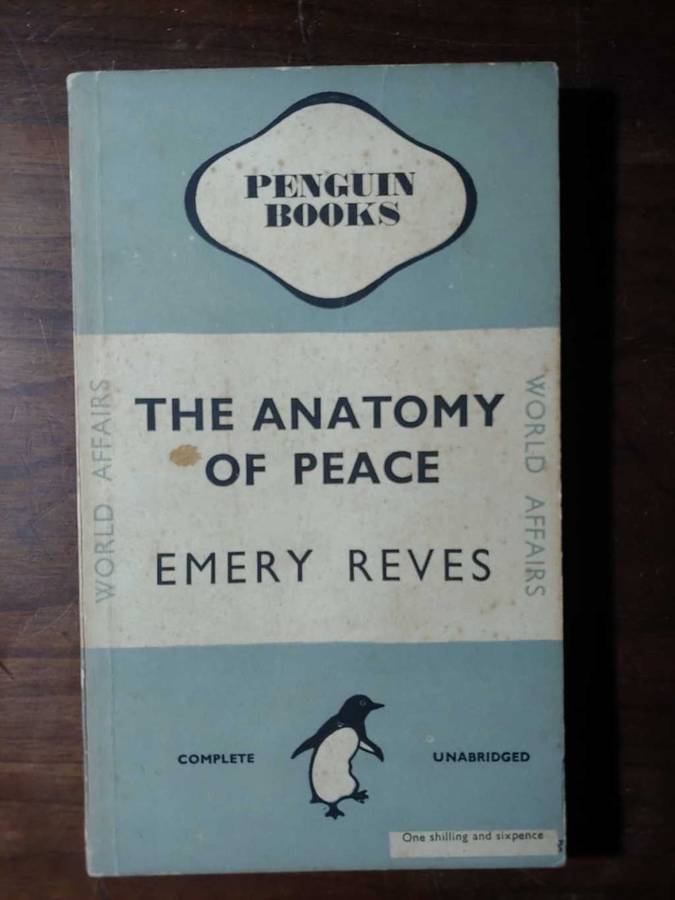 PENGUIN
BOOKS
THE ANATOMY
OF PEACE
EMERY REVES
WORLD AFFAIRS
WORLD AFFAIRS
COMPLETE
UNABRIDGED
One shilling and sixpence